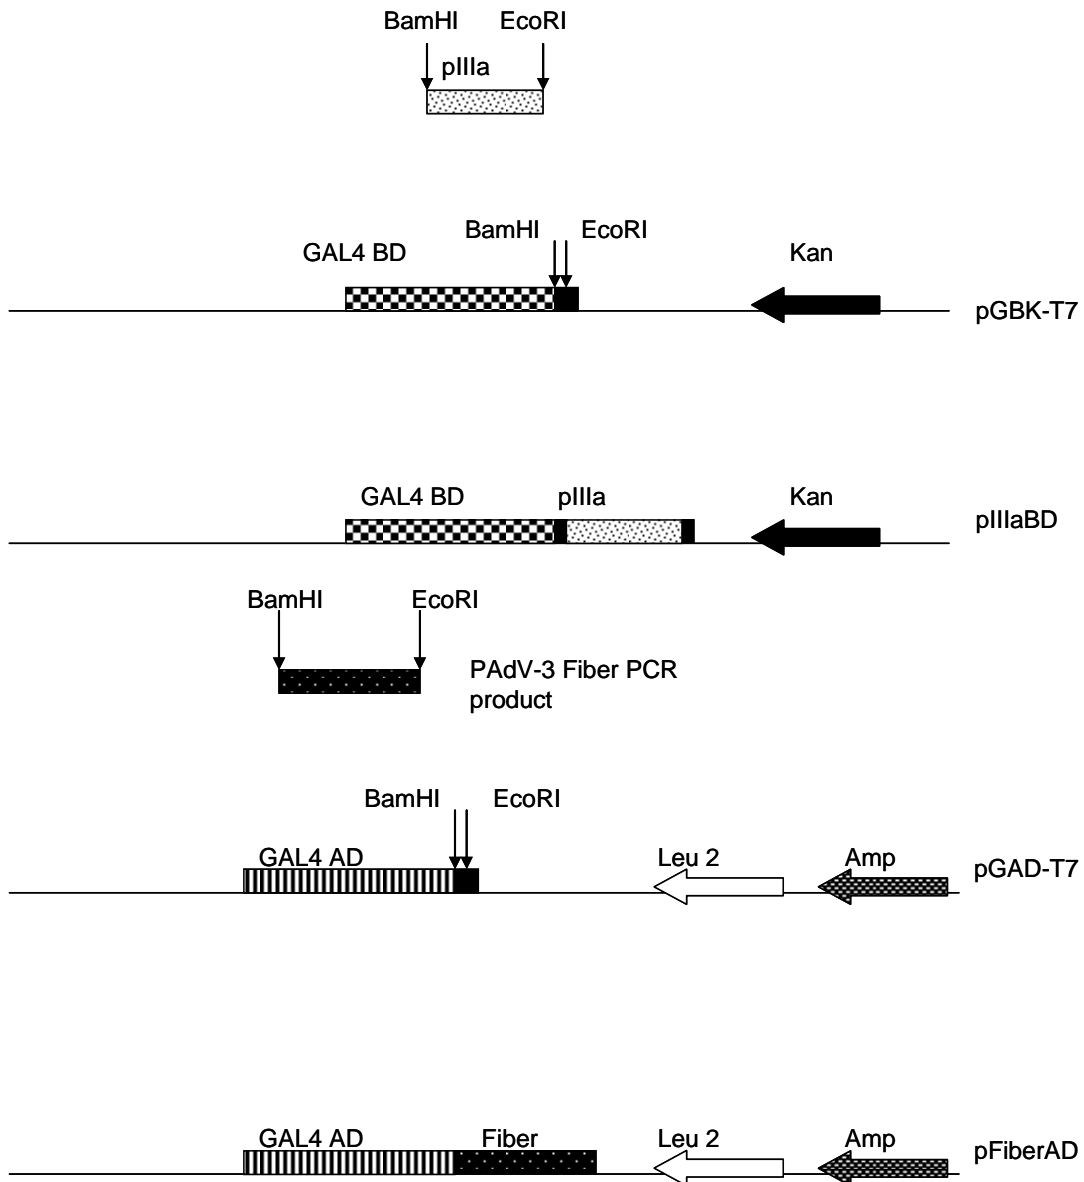 BamHI EcoRI
pIIIa
BamHI EcoRI
GAL4 BD Kan
pGBK-T7
GAL4 BD pIIIa Kan
pIIIaBD
BamHI EcoRI
PAdV-3 Fiber PCR
product
BamHI EcoRI
GAL4 AD Leu 2 Amp
pGAD-T7
GAL4 AD Fiber Leu 2 Amp
pFiberAD